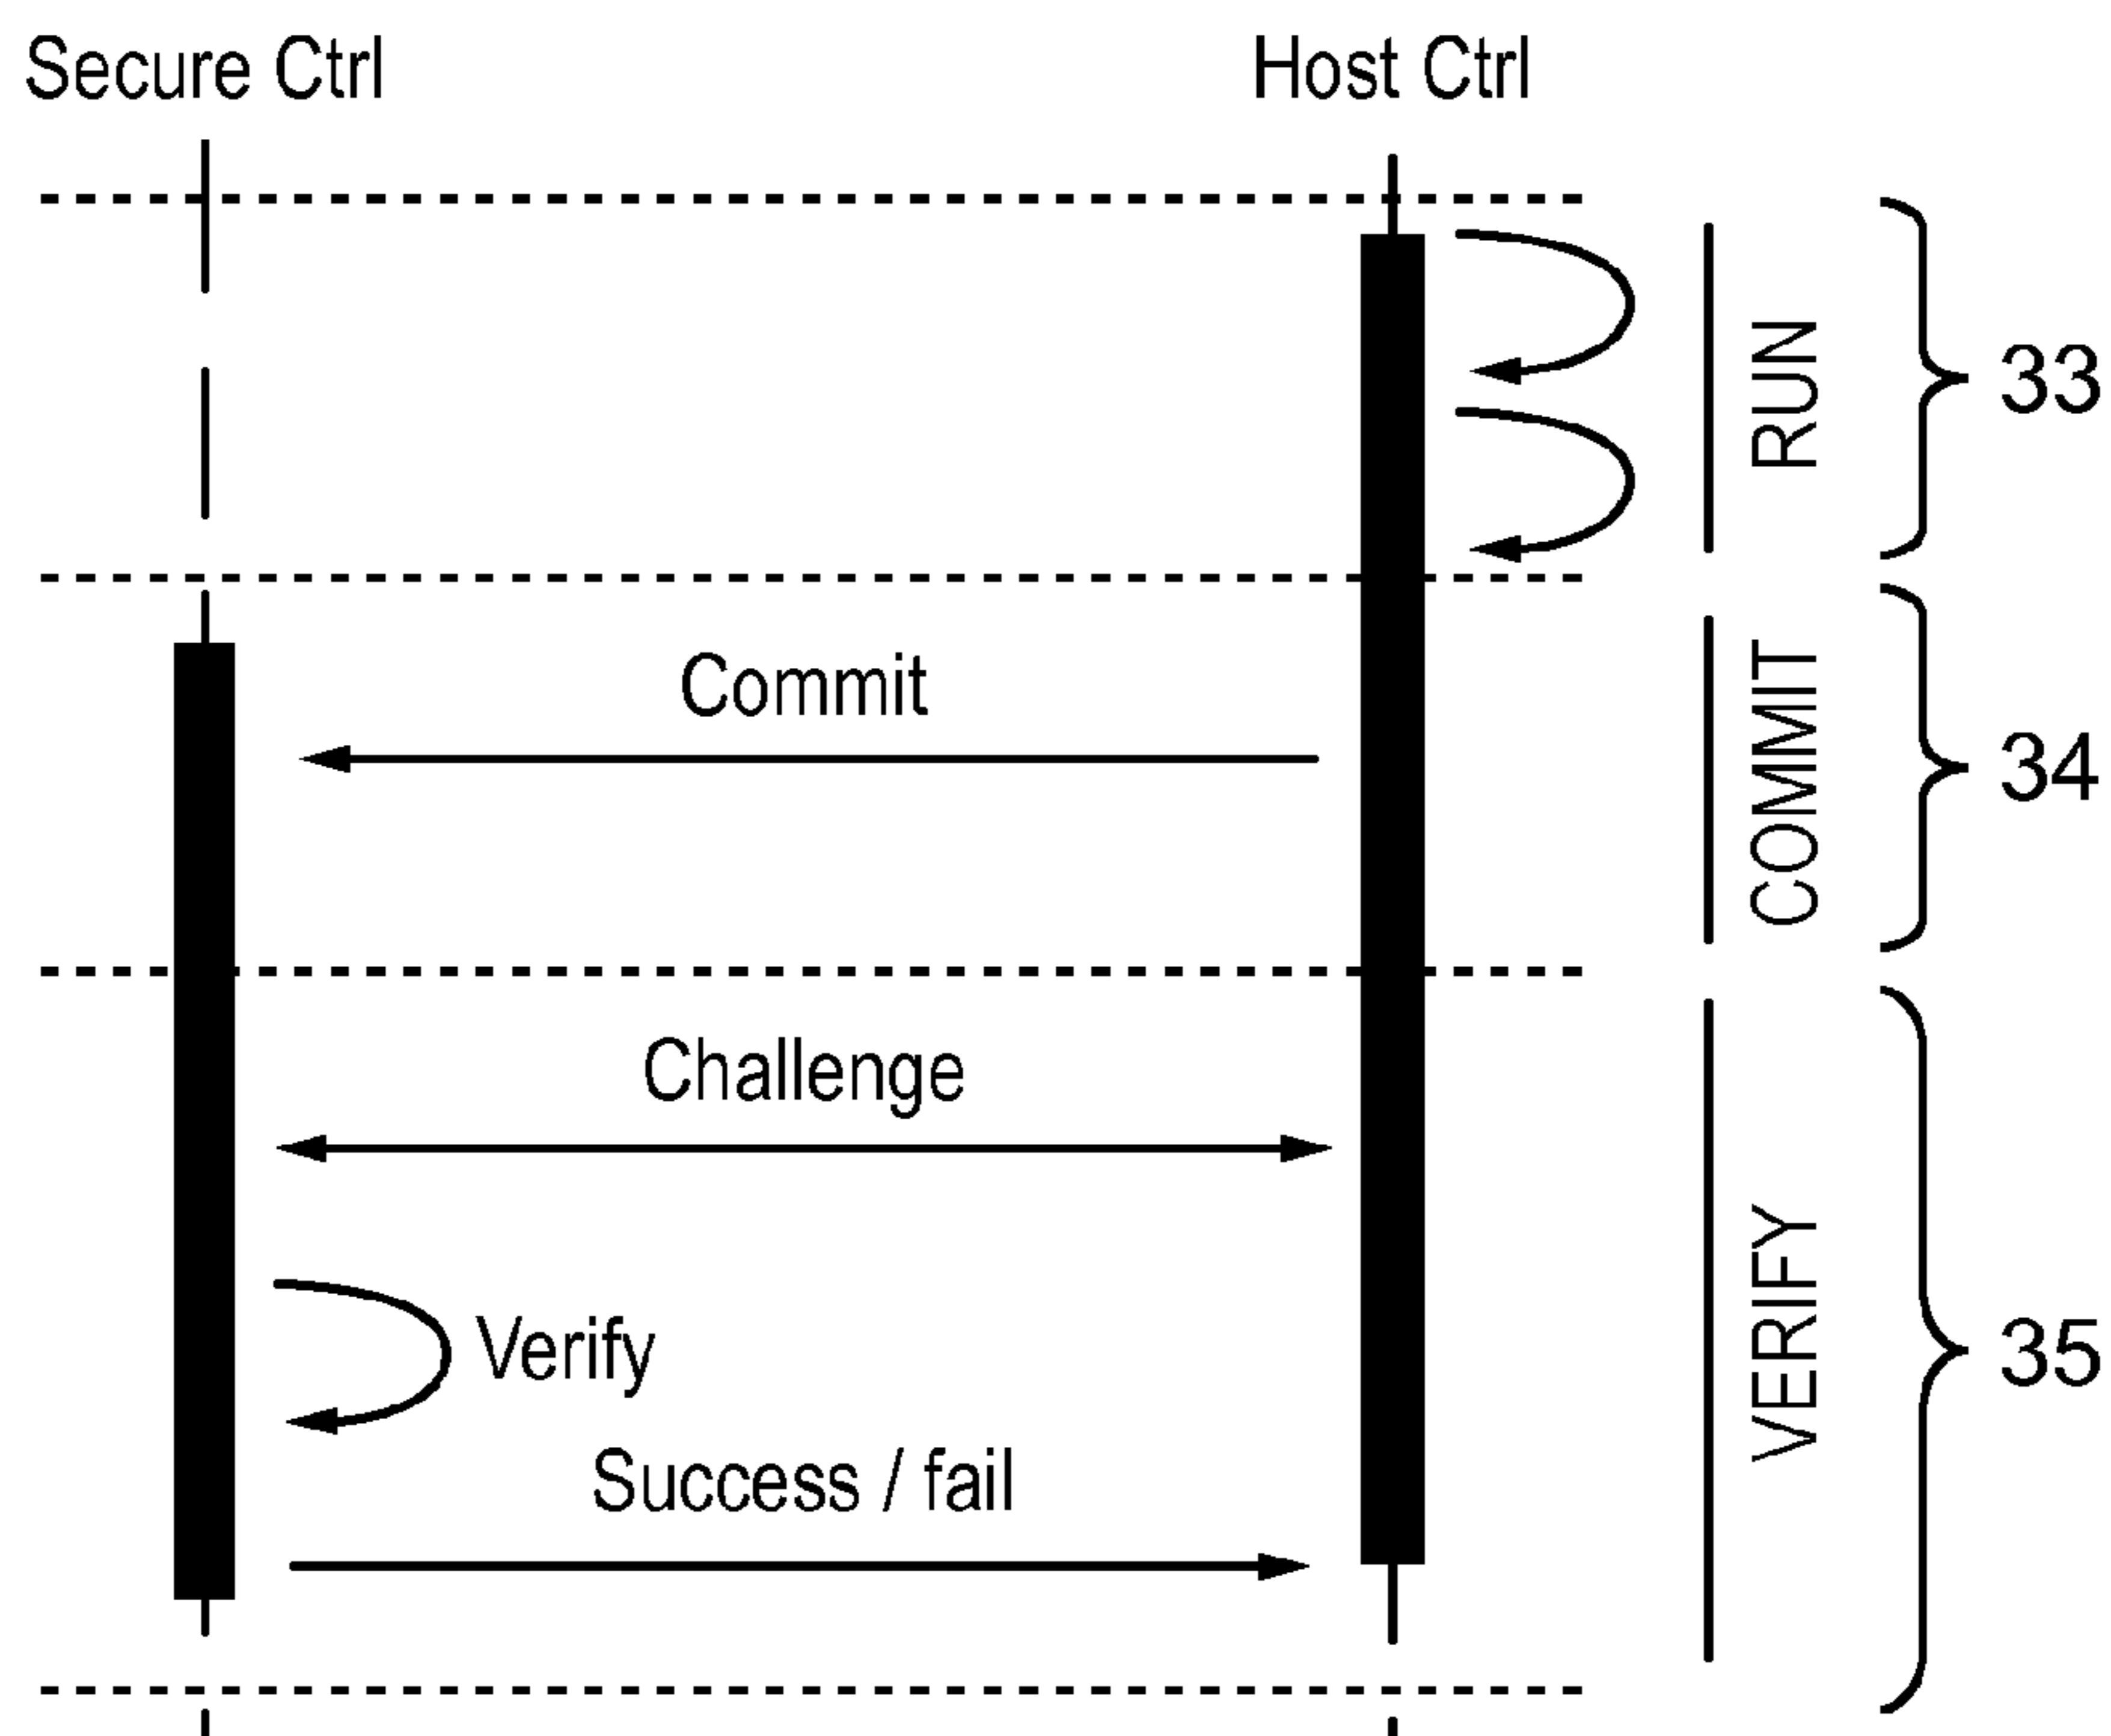 Secure Ctrl
Host Ctrl
RUN
33
Commit
COMMIT
34
Challenge
Verify
VERIFY
35
Success / fail